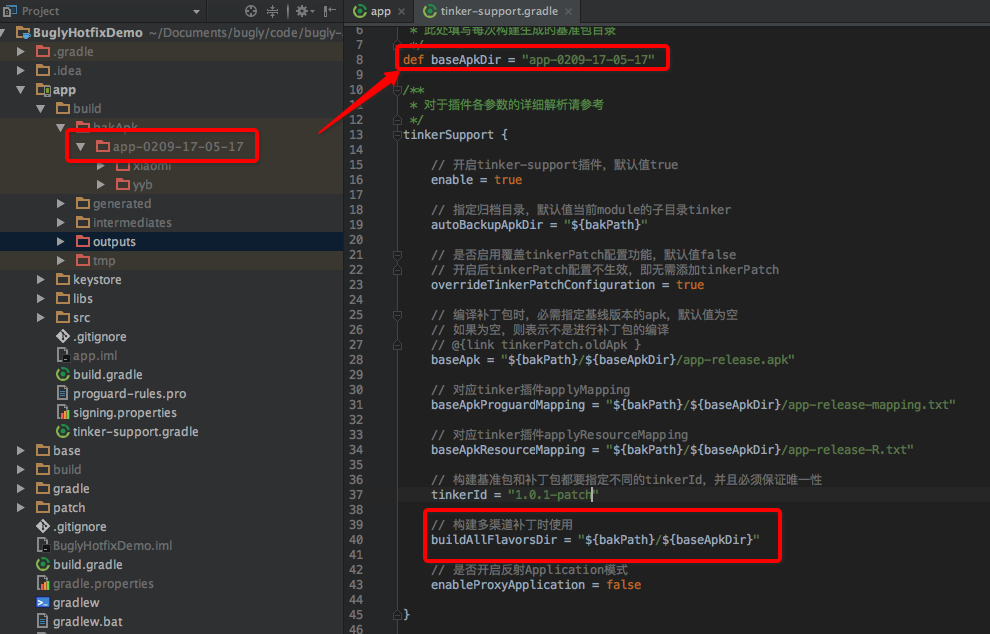 Project
BuglyHotfixDemo ~/Documents/bugly/code/bugly-
.gradle
.idea
app
build
bakApk
app-0209-17-05-17
xiaomi
yyb
generated
intermediates
outputs
tmp
keystore
libs
src
.gitignore
app.iml
build.gradle
proguard-rules.pro
signing.properties
tinker-support.gradle
base
build
gradle
patch
.gitignore
BuglyHotfixDemo.iml
build.gradle
gradle.properties
gradlew
gradlew.bat
app
tinker-support.gradle
6 * 此处填写每次构建生成的基准包目录
7 */
8 def baseApkDir = "app-0209-17-05-17"
9
10 /**
11 * 对于插件各参数的详细解析请参考
12 */
13 tinkerSupport {
14
15 // 开启tinker-support插件，默认值true
16 enable = true
17
18 // 指定归档目录，默认值当前module的子目录tinker
19 autoBackupApkDir = "${bakPath}"
20
21 // 是否启用覆盖tinkerPatch配置功能，默认值false
22 // 开启后tinkerPatch配置不生效，即无需添加tinkerPatch
23 overrideTinkerPatchConfiguration = true
24
25 // 编译补丁包时，必需指定基线版本的apk，默认值为空
26 // 如果为空，则表示不是进行补丁包的编译
27 // @{link tinkerPatch.oldApk }
28 baseApk = "${bakPath}/${baseApkDir}/app-release.apk"
29
30 // 对应tinker插件applyMapping
31 baseApkProguardMapping = "${bakPath}/${baseApkDir}/app-release-mapping.txt"
32
33 // 对应tinker插件applyResourceMapping
34 baseApkResourceMapping = "${bakPath}/${baseApkDir}/app-release-R.txt"
35
36 // 构建基准包和补丁包都要指定不同的tinkerId，并且必须保证唯一性
37 tinkerId = "1.0.1-patch"
38
39 // 构建多渠道补丁时使用
40 buildAllFlavorsDir = "${bakPath}/${baseApkDir}"
41
42 // 是否开启反射Application模式
43 enableProxyApplication = false
44
45 }
46